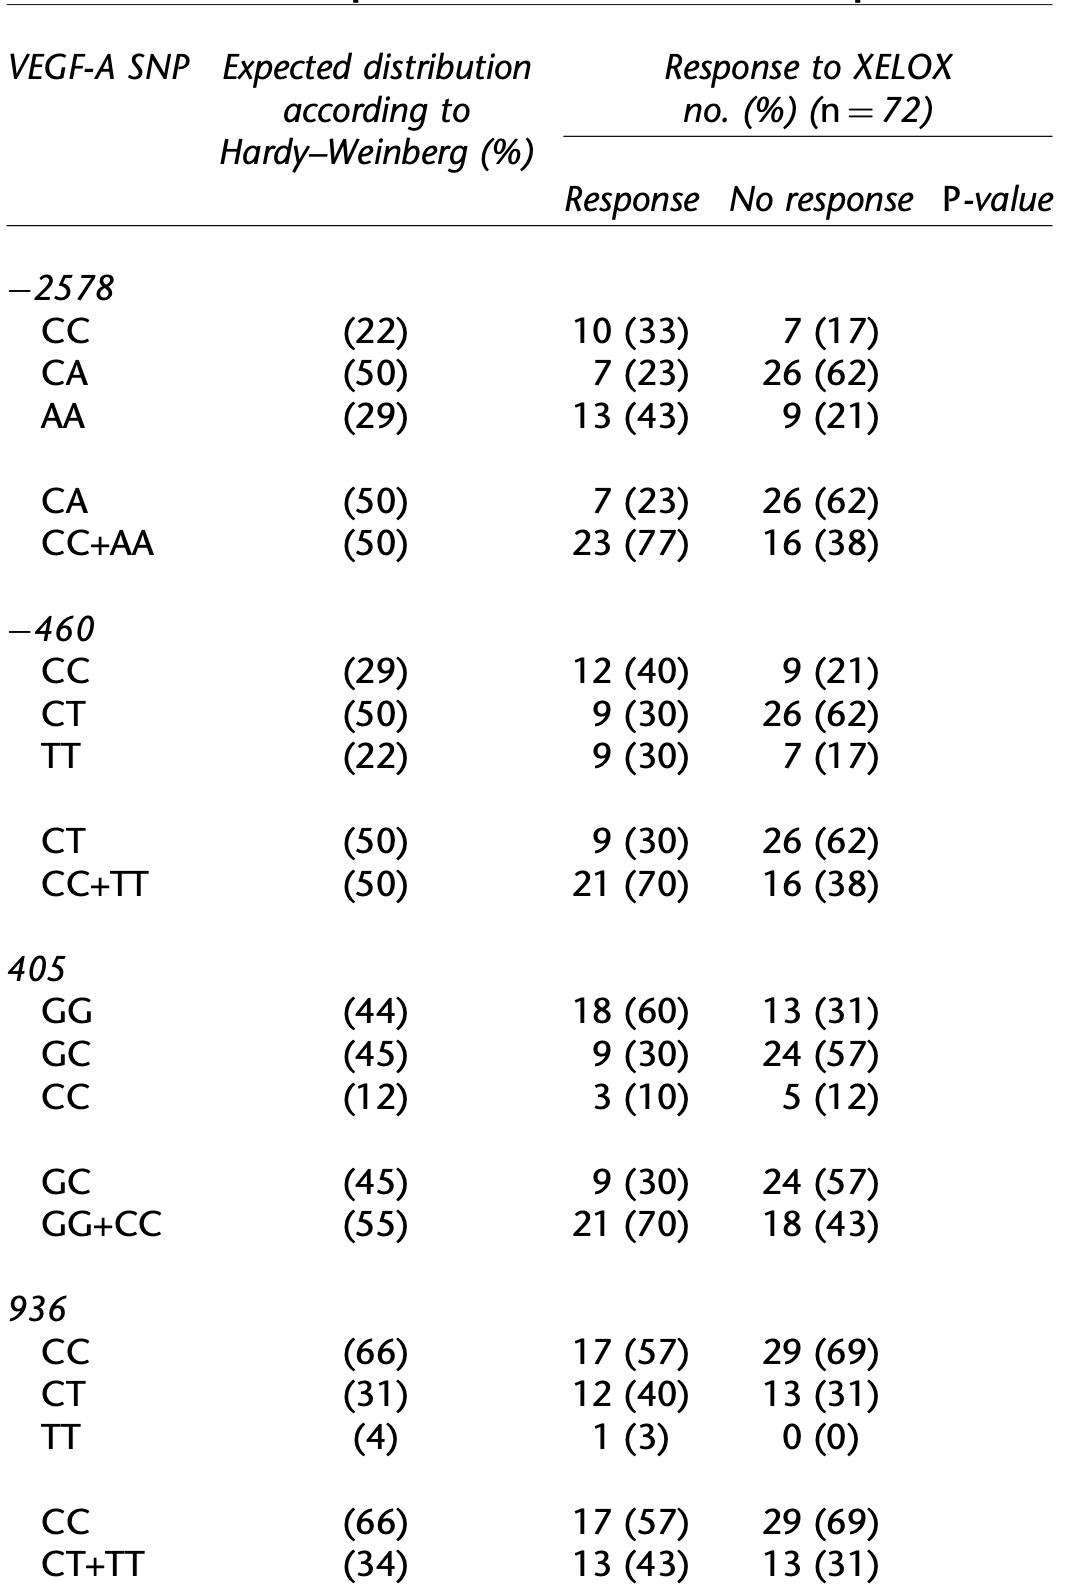 VEGF-A SNP Expected distribution Response to XELOX
according to no. (%) (n = 72)
Hardy–Weinberg (%)
Response No response P-value
−2578
CC (22) 10 (33) 7 (17)
CA (50) 7 (23) 26 (62)
AA (29) 13 (43) 9 (21)
CA (50) 7 (23) 26 (62)
CC+AA (50) 23 (77) 16 (38)
−460
CC (29) 12 (40) 9 (21)
CT (50) 9 (30) 26 (62)
TT (22) 9 (30) 7 (17)
CT (50) 9 (30) 26 (62)
CC+TT (50) 21 (70) 16 (38)
405
GG (44) 18 (60) 13 (31)
GC (45) 9 (30) 24 (57)
CC (12) 3 (10) 5 (12)
GC (45) 9 (30) 24 (57)
GG+CC (55) 21 (70) 18 (43)
936
CC (66) 17 (57) 29 (69)
CT (31) 12 (40) 13 (31)
TT (4) 1 (3) 0 (0)
CC (66) 17 (57) 29 (69)
CT+TT (34) 13 (43) 13 (31)